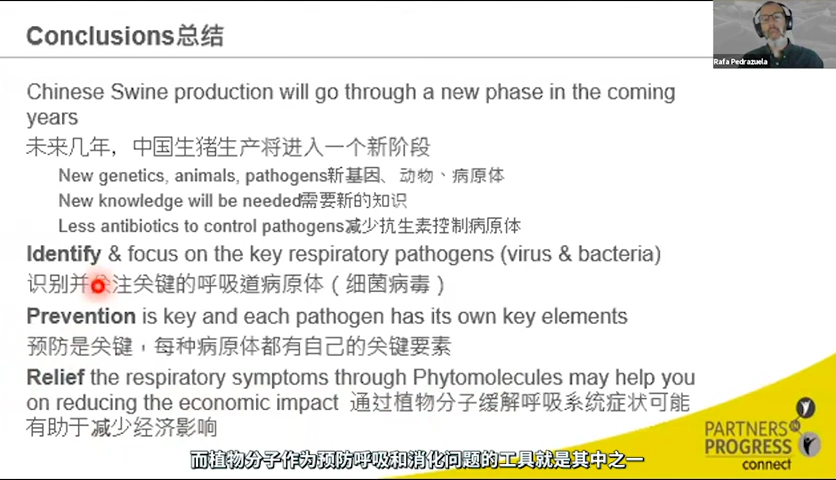 Conclusions总结
Rafa Pedrazuela
Chinese Swine production will go through a new phase in the coming
years
未来几年，中国生猪生产将进入一个新阶段
New genetics, animals, pathogens新基因、动物、病原体
New knowledge will be needed需要新的知识
Less antibiotics to control pathogens减少抗生素控制病原体
Identify & focus on the key respiratory pathogens (virus & bacteria)
识别并关注关键的呼吸道病原体（细菌病毒）
Prevention is key and each pathogen has its own key elements
预防是关键，每种病原体都有自己的关键要素
Relief the respiratory symptoms through Phytomolecules may help you
on reducing the economic impact 通过植物分子缓解呼吸系统症状可能
有助于减少经济影响
PARTNERS IN
PROGRESS
connect
而植物分子作为预防呼吸和消化问题的工具就是其中之一